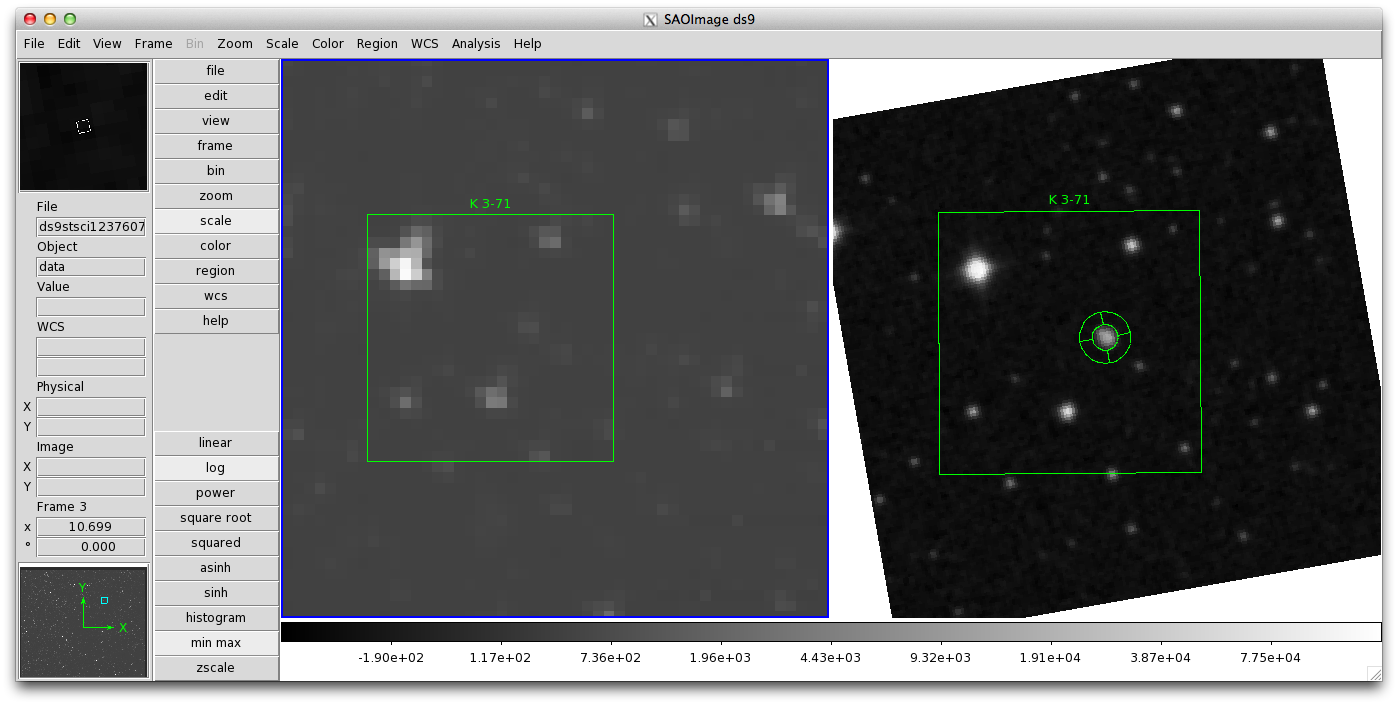 SAOImage ds9
File Edit View Frame Bin Zoom Scale Color Region WCS Analysis Help
File
ds9stsci1237607
Object
data
Value
WCS
Physical
X
Y
Image
X
Y
Frame 3
x 10.699
° 0.000
Y
X
file
edit
view
frame
bin
zoom
scale
color
region
wcs
help
linear
log
power
square root
squared
asinh
sinh
histogram
min max
zscale
K 3-71
K 3-71
-1.90e+02 1.17e+02 7.36e+02 1.96e+03 4.43e+03 9.32e+03 1.91e+04 3.87e+04 7.75e+04